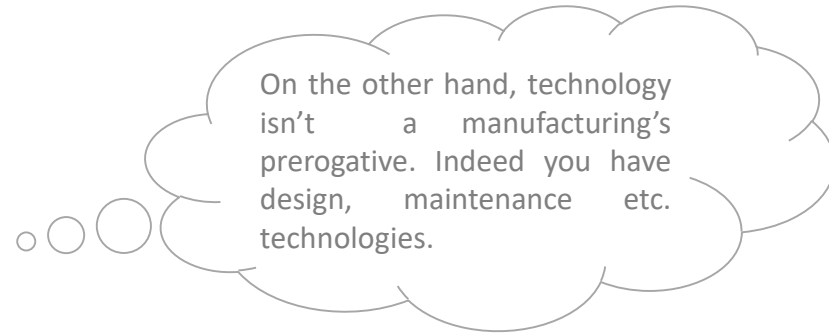 On the other hand, technology
isn’t a manufacturing’s
prerogative. Indeed you have
design, maintenance etc.
technologies.